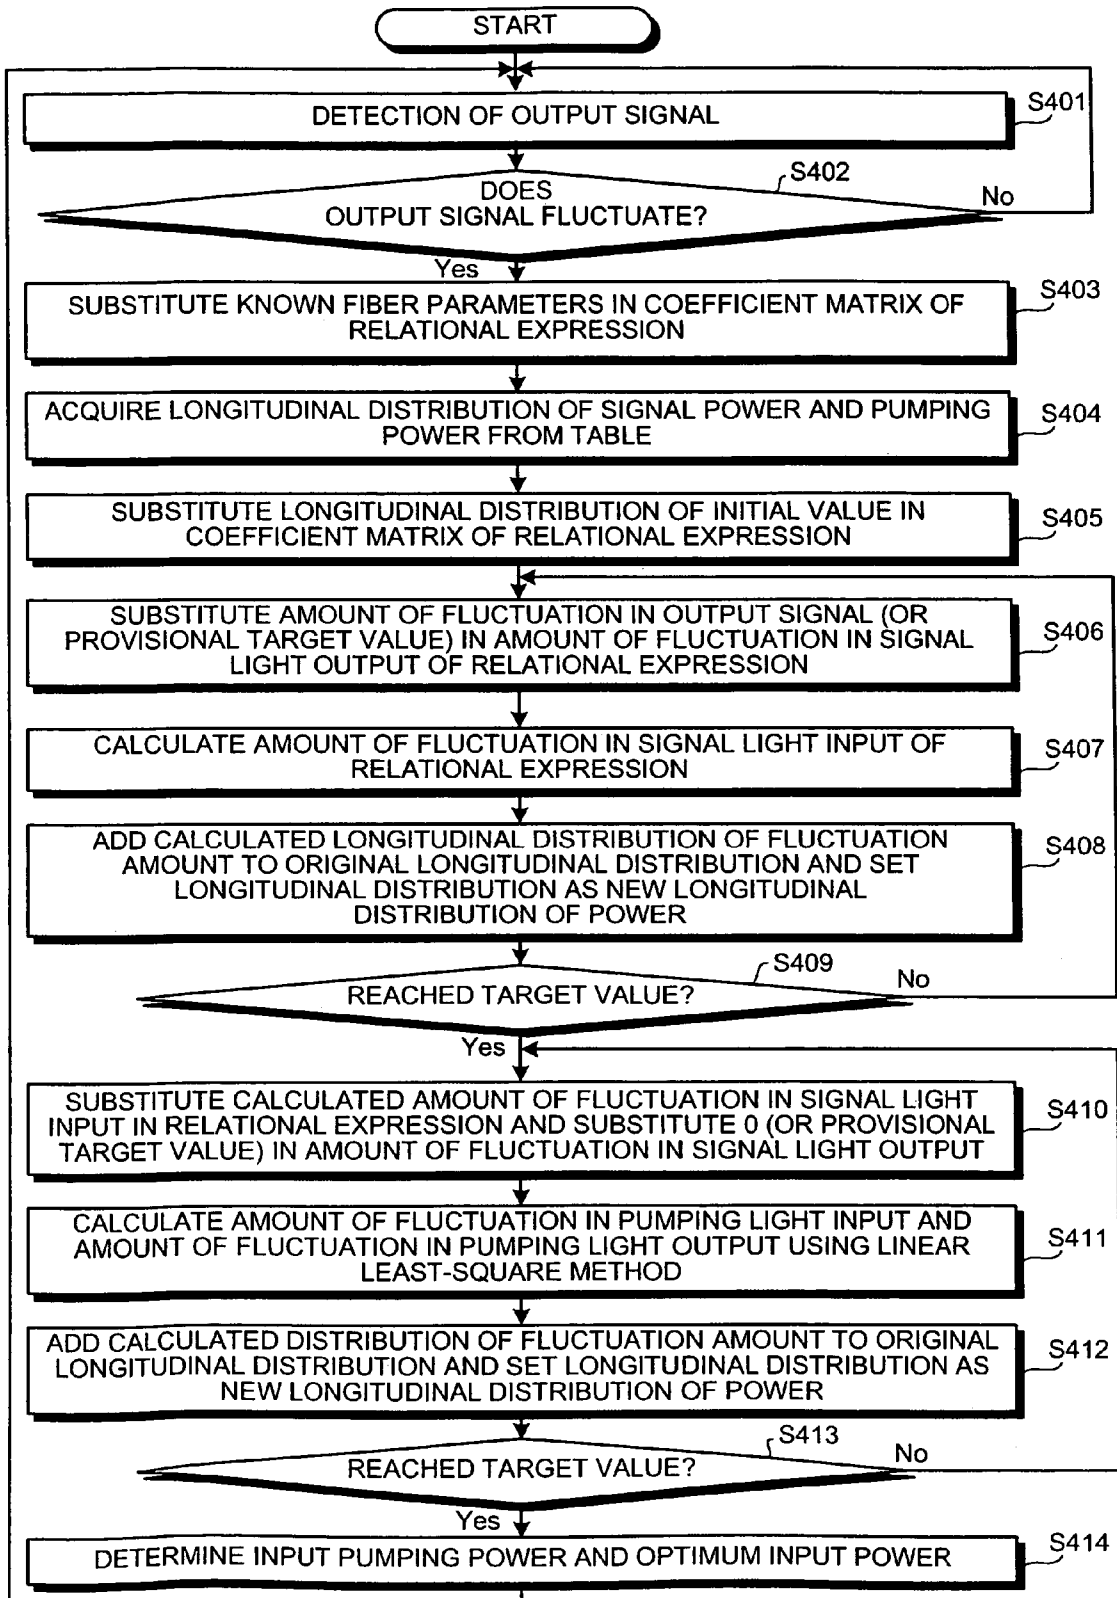 START
DETECTION OF OUTPUT SIGNAL
S401
DOES
OUTPUT SIGNAL FLUCTUATE?
S402
No
Yes
SUBSTITUTE KNOWN FIBER PARAMETERS IN COEFFICIENT MATRIX OF
RELATIONAL EXPRESSION
S403
ACQUIRE LONGITUDINAL DISTRIBUTION OF SIGNAL POWER AND PUMPING
POWER FROM TABLE
S404
SUBSTITUTE LONGITUDINAL DISTRIBUTION OF INITIAL VALUE IN
COEFFICIENT MATRIX OF RELATIONAL EXPRESSION
S405
SUBSTITUTE AMOUNT OF FLUCTUATION IN OUTPUT SIGNAL (OR
PROVISIONAL TARGET VALUE) IN AMOUNT OF FLUCTUATION IN SIGNAL
LIGHT OUTPUT OF RELATIONAL EXPRESSION
S406
CALCULATE AMOUNT OF FLUCTUATION IN SIGNAL LIGHT INPUT OF
RELATIONAL EXPRESSION
S407
ADD CALCULATED LONGITUDINAL DISTRIBUTION OF FLUCTUATION
AMOUNT TO ORIGINAL LONGITUDINAL DISTRIBUTION AND SET
LONGITUDINAL DISTRIBUTION AS NEW LONGITUDINAL
DISTRIBUTION OF POWER
S408
REACHED TARGET VALUE?
S409
No
Yes
SUBSTITUTE CALCULATED AMOUNT OF FLUCTUATION IN SIGNAL LIGHT
INPUT IN RELATIONAL EXPRESSION AND SUBSTITUTE 0 (OR PROVISIONAL
TARGET VALUE) IN AMOUNT OF FLUCTUATION IN SIGNAL LIGHT OUTPUT
S410
CALCULATE AMOUNT OF FLUCTUATION IN PUMPING LIGHT INPUT AND
AMOUNT OF FLUCTUATION IN PUMPING LIGHT OUTPUT USING LINEAR
LEAST-SQUARE METHOD
S411
ADD CALCULATED DISTRIBUTION OF FLUCTUATION AMOUNT TO ORIGINAL
LONGITUDINAL DISTRIBUTION AND SET LONGITUDINAL DISTRIBUTION AS
NEW LONGITUDINAL DISTRIBUTION OF POWER
S412
REACHED TARGET VALUE?
S413
No
Yes
DETERMINE INPUT PUMPING POWER AND OPTIMUM INPUT POWER
S414